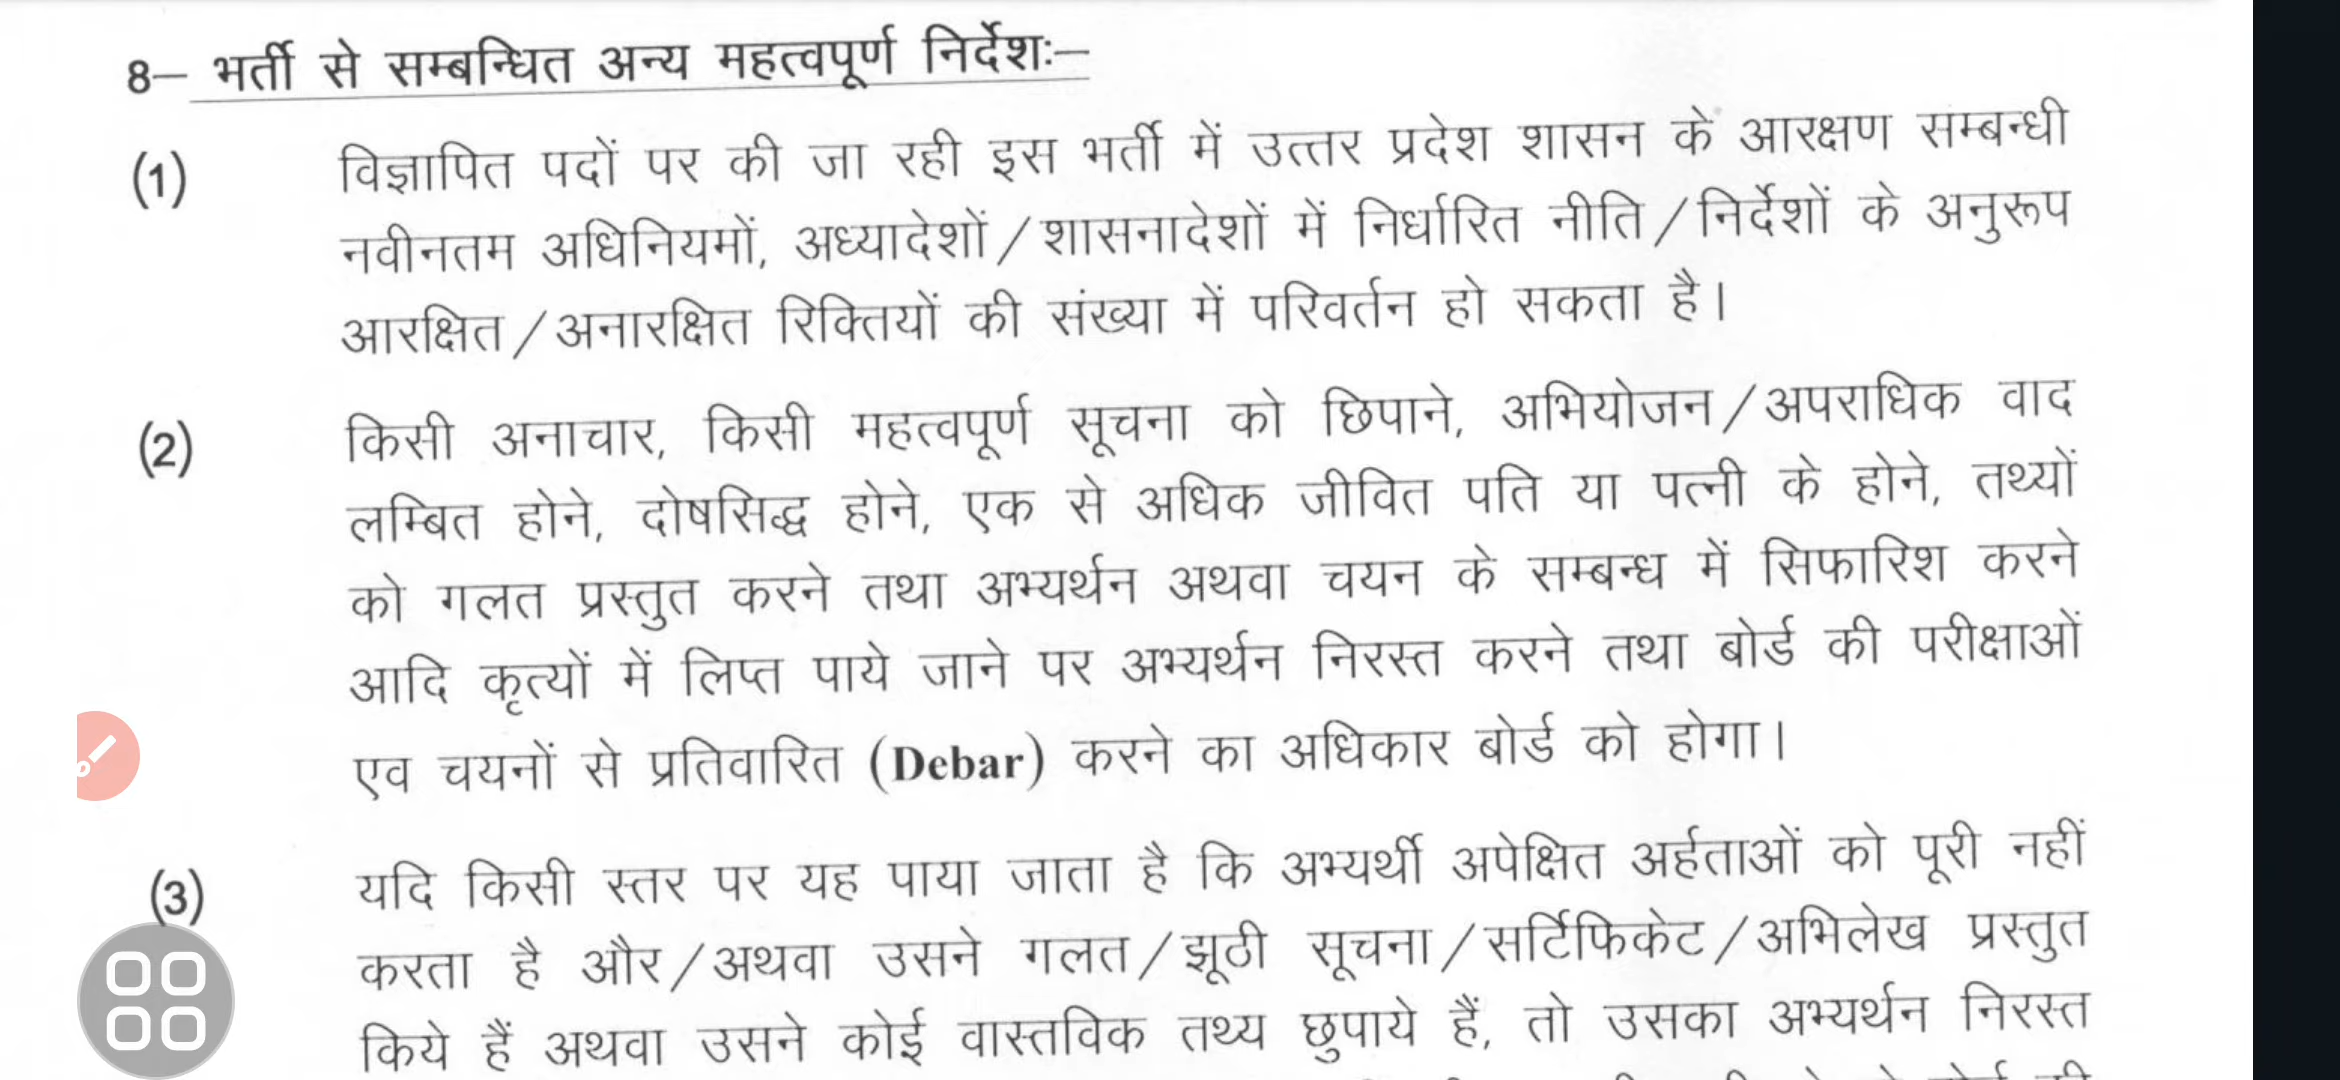 8— भर्ती से सम्बन्धित अन्य महत्वपूर्ण निर्देशः—
(1) विज्ञापित पदों पर की जा रही इस भर्ती में उत्तर प्रदेश शासन के आरक्षण सम्बन्धी
नवीनतम अधिनियमों, अध्यादेशों/शासनादेशों में निर्धारित नीति/निर्देशों के अनुरूप
आरक्षित/अनारक्षित रिक्तियों की संख्या में परिवर्तन हो सकता है।
(2) किसी अनाचार, किसी महत्वपूर्ण सूचना को छिपाने, अभियोजन/अपराधिक वाद
लम्बित होने, दोषसिद्ध होने, एक से अधिक जीवित पति या पत्नी के होने, तथ्यों
को गलत प्रस्तुत करने तथा अभ्यर्थन अथवा चयन के सम्बन्ध में सिफारिश करने
आदि कृत्यों में लिप्त पाये जाने पर अभ्यर्थन निरस्त करने तथा बोर्ड की परीक्षाओं
एव चयनों से प्रतिवारित (Debar) करने का अधिकार बोर्ड को होगा।
(3) यदि किसी स्तर पर यह पाया जाता है कि अभ्यर्थी अपेक्षित अर्हताओं को पूरी नहीं
करता है और/अथवा उसने गलत/झूठी सूचना/सर्टिफिकेट/अभिलेख प्रस्तुत
किये हैं अथवा उसने कोई वास्तविक तथ्य छुपाये हैं, तो उसका अभ्यर्थन निरस्त